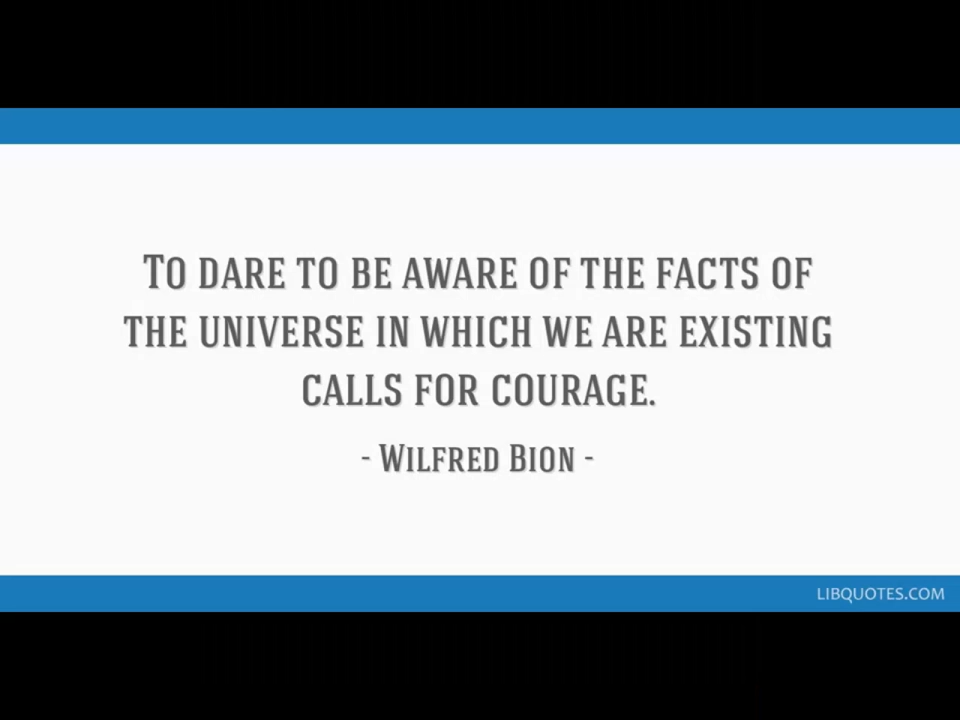 To dare to be aware of the facts of
the universe in which we are existing
calls for courage.
- Wilfred Bion -
LIBQUOTES.COM